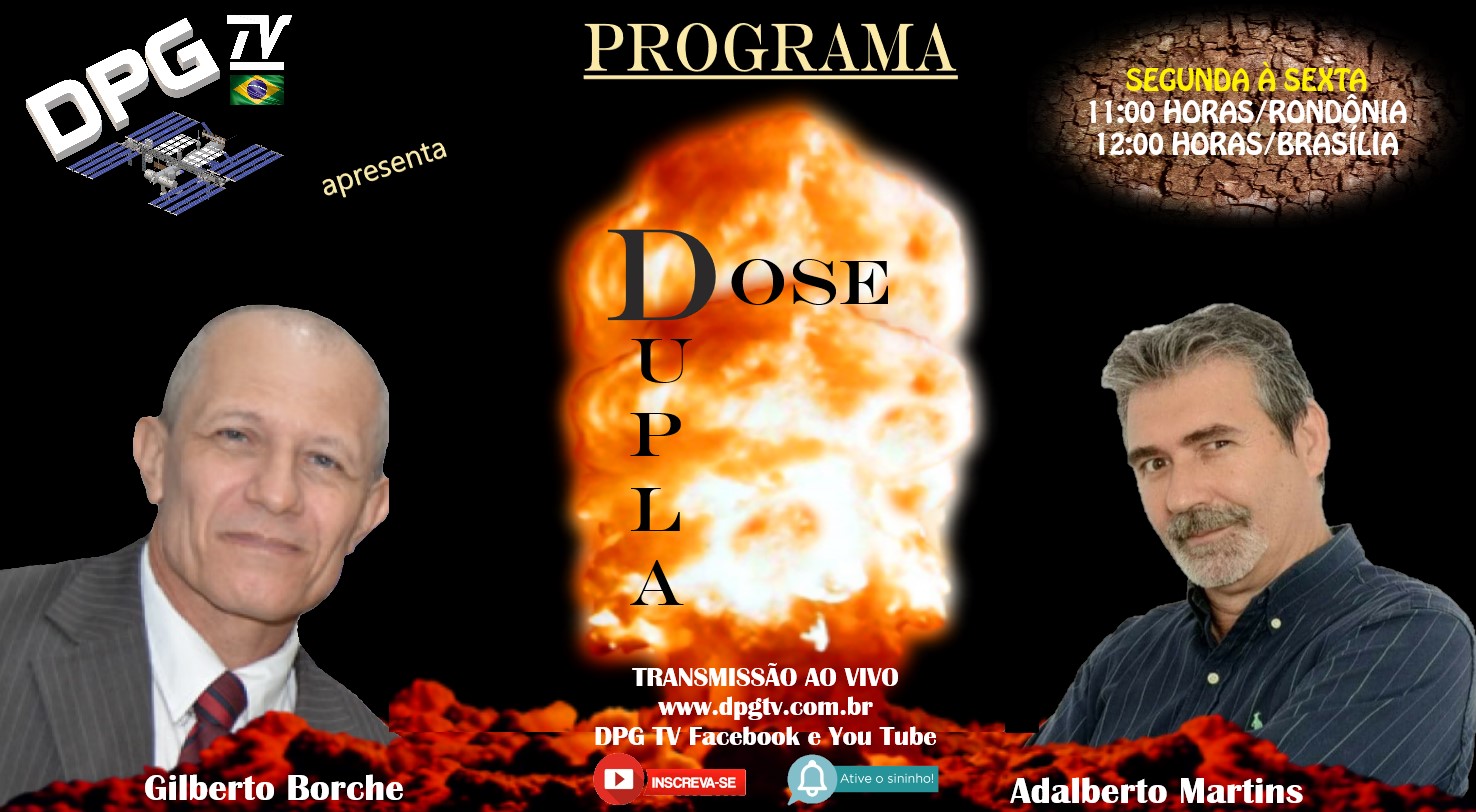 DPG TV
apresenta
PROGRAMA
SEGUNDA À SEXTA
11:00 HORAS/RONDÔNIA
12:00 HORAS/BRASÍLIA
DOSE
DUPLA
TRANSMISSÃO AO VIVO
www.dpgtv.com.br
DPG TV Facebook e You Tube
INSCREVA-SE
Ative o sininho!
Gilberto Borche
Adalberto Martins